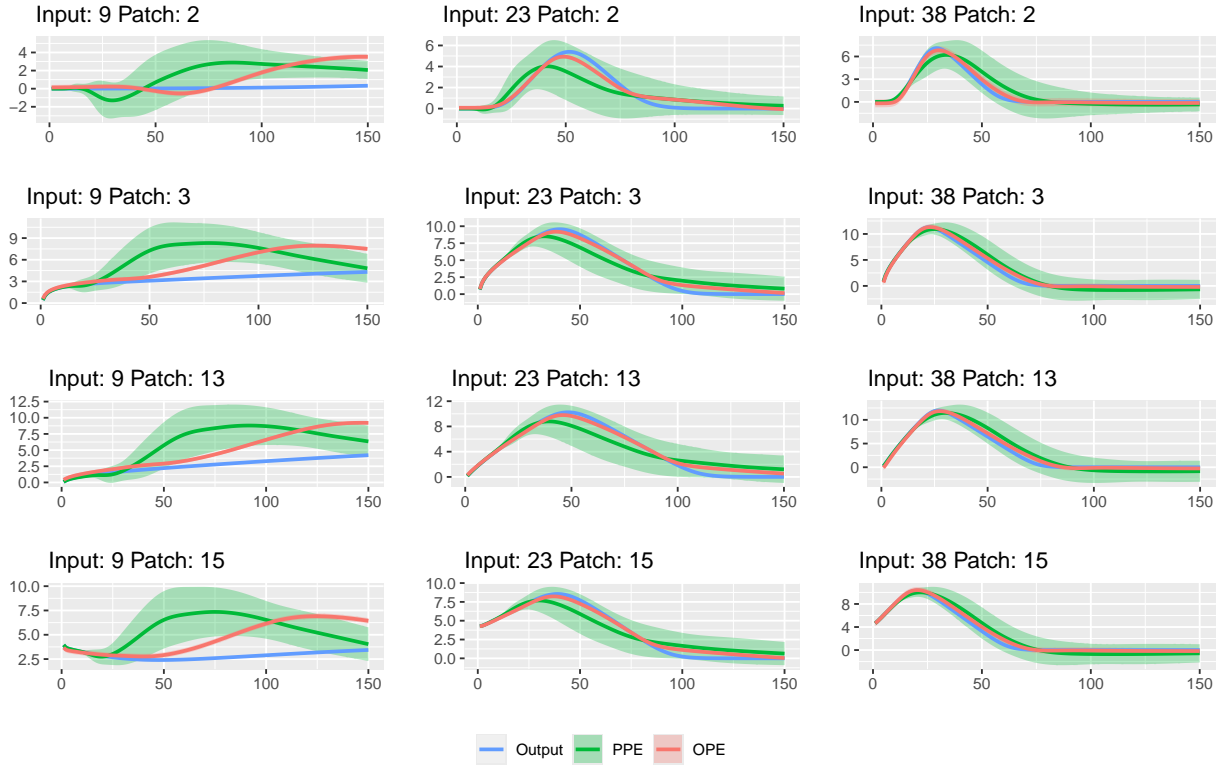 Input: 9 Patch: 2
Input: 23 Patch: 2
Input: 38 Patch: 2
4
2
0
−2
0 50 100 150
6
4
2
0
0 50 100 150
6
3
0
0 50 100 150
Input: 9 Patch: 3
Input: 23 Patch: 3
Input: 38 Patch: 3
9
6
3
0
0 50 100 150
10.0
7.5
5.0
2.5
0.0
0 50 100 150
10
5
0
0 50 100 150
Input: 9 Patch: 13
Input: 23 Patch: 13
Input: 38 Patch: 13
12.5
10.0
7.5
5.0
2.5
0.0
0 50 100 150
12
8
4
0
0 50 100 150
10
5
0
0 50 100 150
Input: 9 Patch: 15
Input: 23 Patch: 15
Input: 38 Patch: 15
10.0
7.5
5.0
2.5
0 50 100 150
10.0
7.5
5.0
2.5
0.0
0 50 100 150
8
4
0
0 50 100 150
Output PPE OPE